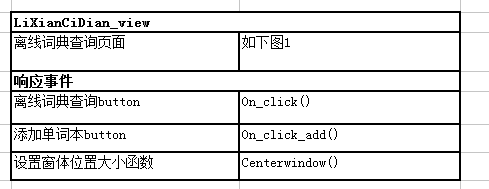 LiXianCiDian_view
离线词典查询页面 如下图1
响应事件
离线词典查询button On_click()
添加单词本button On_click_add()
设置窗体位置大小函数 Centerwindow()